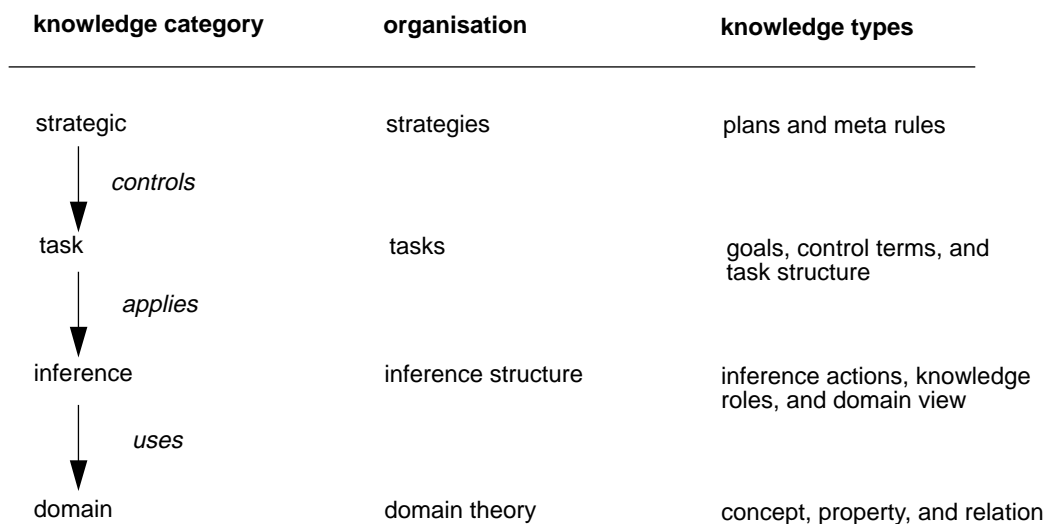 knowledge category organisation knowledge types
strategic strategies plans and meta rules
controls
task tasks goals, control terms, and
task structure
applies
inference inference structure inference actions, knowledge
roles, and domain view
uses
domain domain theory concept, property, and relation